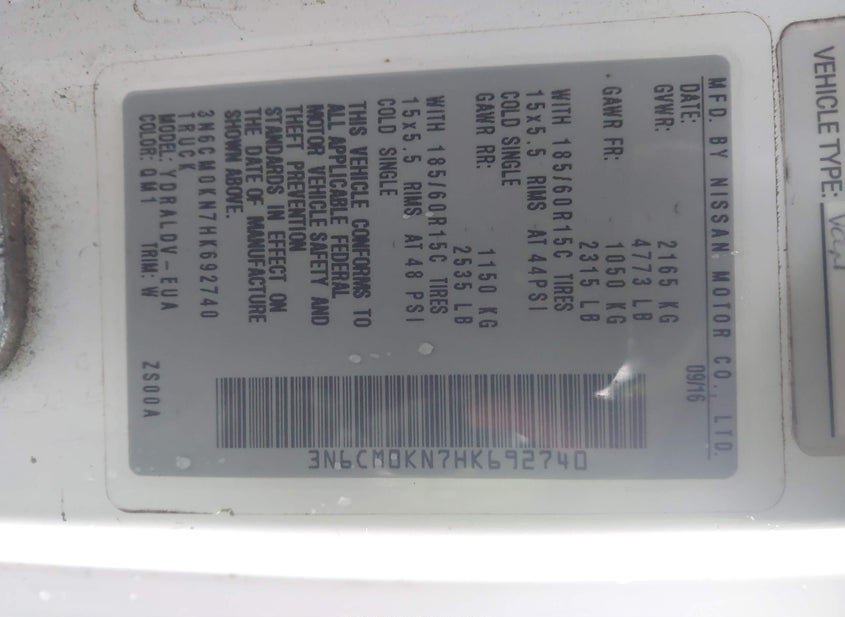 MFD. BY NISSAN MOTOR CO., LTD.
DATE: 09/16
GVWR: 2165 KG
4773 LB
GAWR FR: 1050 KG
2315 LB
WITH 185/60R15C TIRES
15x5.5 RIMS AT 44PSI
COLD SINGLE
GAWR RR: 1150 KG
2535 LB
WITH 185/60R15C TIRES
15x5.5 RIMS AT 48 PSI
COLD SINGLE
THIS VEHICLE CONFORMS TO
ALL APPLICABLE FEDERAL
MOTOR VEHICLE SAFETY AND
THEFT PREVENTION
STANDARDS IN EFFECT ON
THE DATE OF MANUFACTURE
SHOWN ABOVE.
3N6CM0KN7HK692740
TRUCK
MODEL: YDRALDV-EUA
COLOR: QM1 TRIM: W ZS00A
3N6CM0KN7HK692740
VEHICLE TYPE: Van